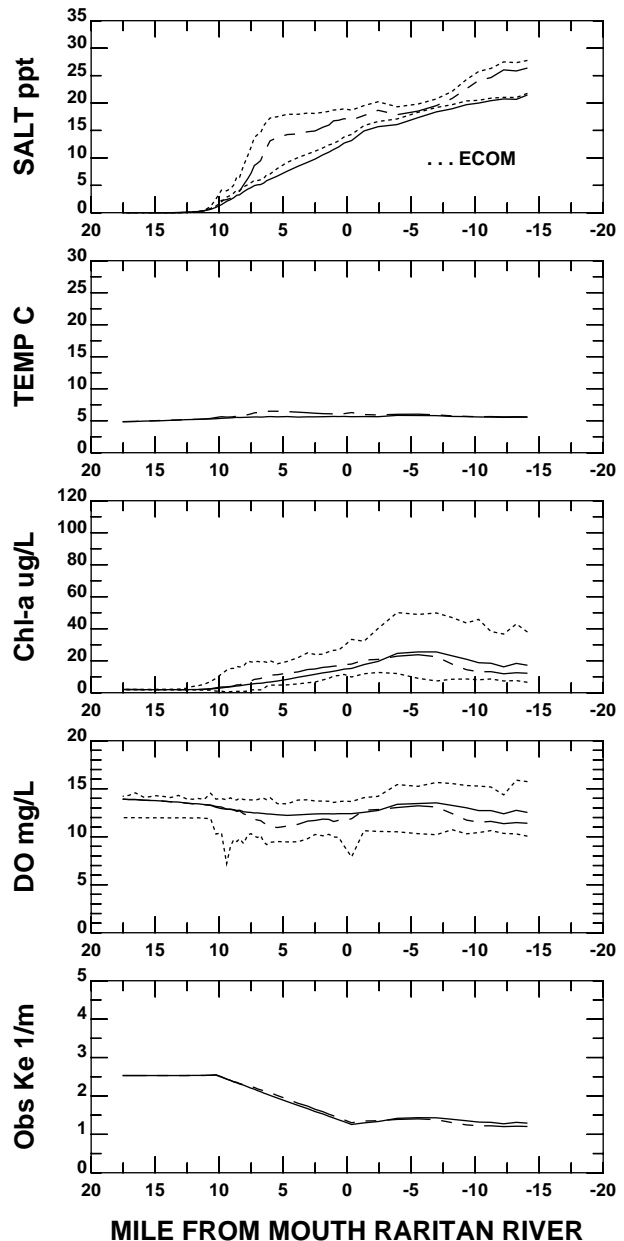 SALT ppt
35
30
25
20
15
10
5
0
. . . ECOM
20 15 10 5 0 -5 -10 -15 -20
TEMP C
30
25
20
15
10
5
0
20 15 10 5 0 -5 -10 -15 -20
Chl-a ug/L
120
100
80
60
40
20
0
20 15 10 5 0 -5 -10 -15 -20
DO mg/L
20
15
10
5
0
20 15 10 5 0 -5 -10 -15 -20
Obs Ke 1/m
5
4
3
2
1
0
20 15 10 5 0 -5 -10 -15 -20
MILE FROM MOUTH RARITAN RIVER